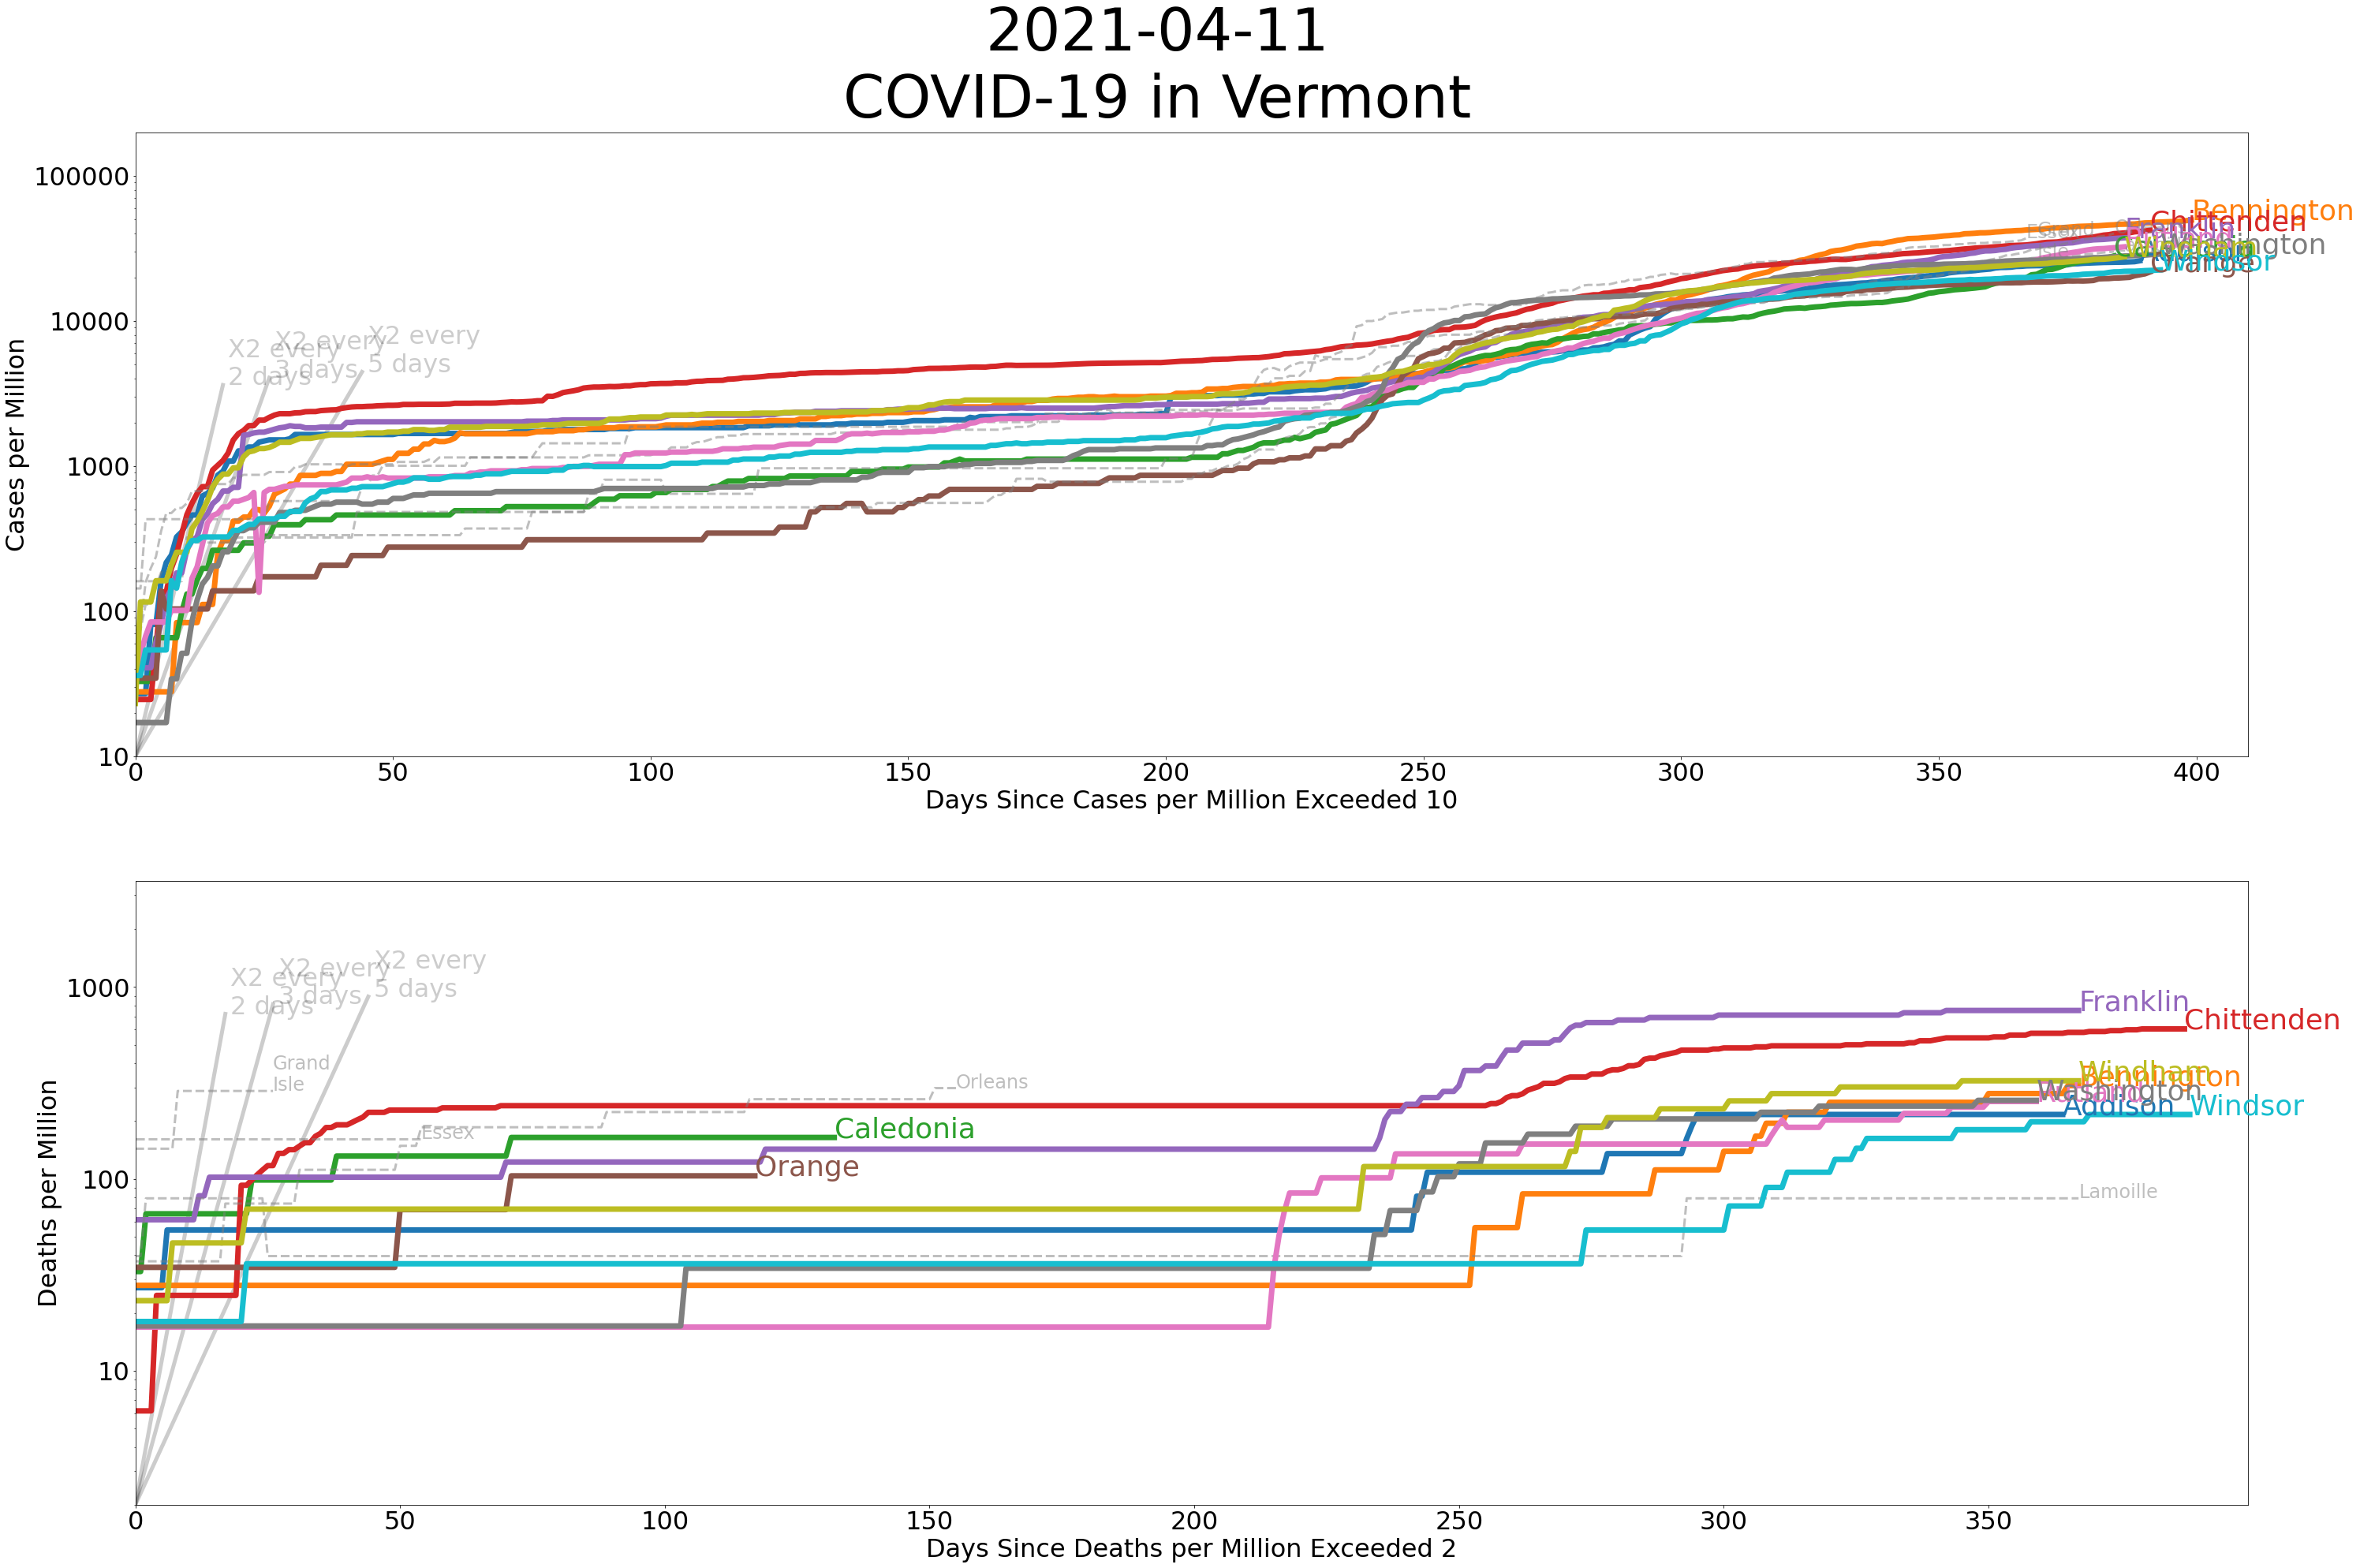 2021-04-11
COVID-19 in Vermont
Cases per Million
100000
10000
1000
100
10
X2 every
2 days
X2 every
3 days
X2 every
5 days
Bennington
Chittenden
Franklin
Essex
Grand
Isle
Washington
Windham
Orange
Windsor
0
50
100
150
200
250
300
350
400
Days Since Cases per Million Exceeded 10
Deaths per Million
1000
100
10
X2 every
2 days
X2 every
3 days
X2 every
5 days
Grand
Isle
Essex
Orleans
Caledonia
Orange
Franklin
Chittenden
Windham
Bennington
Washington
Addison
Windsor
Lamoille
0
50
100
150
200
250
300
350
Days Since Deaths per Million Exceeded 2